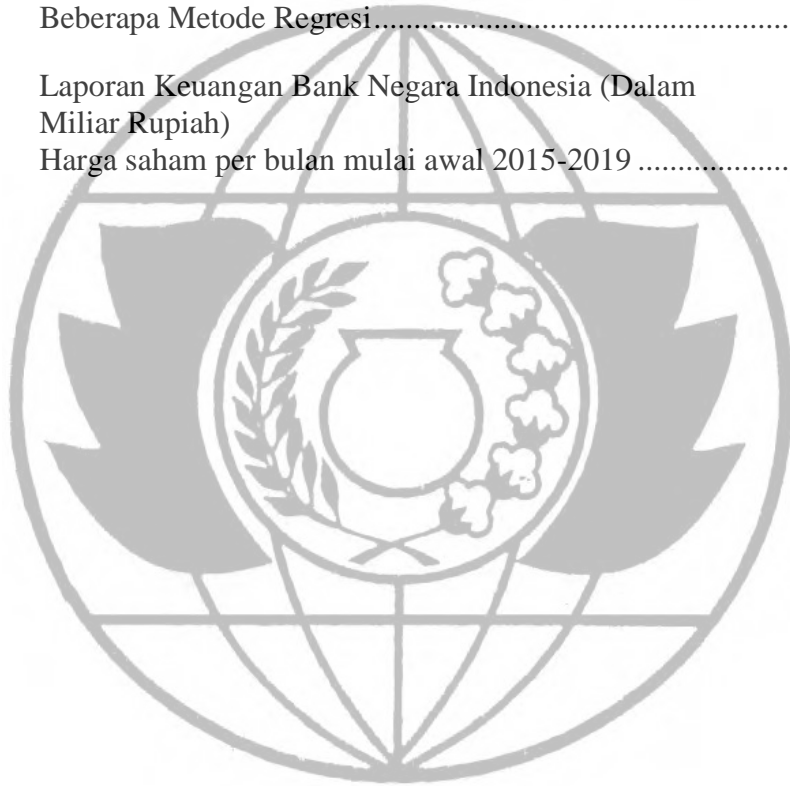 Beberapa Metode Regresi............................................................
Laporan Keuangan Bank Negara Indonesia (Dalam
Miliar Rupiah)
Harga saham per bulan mulai awal 2015-2019 ......................